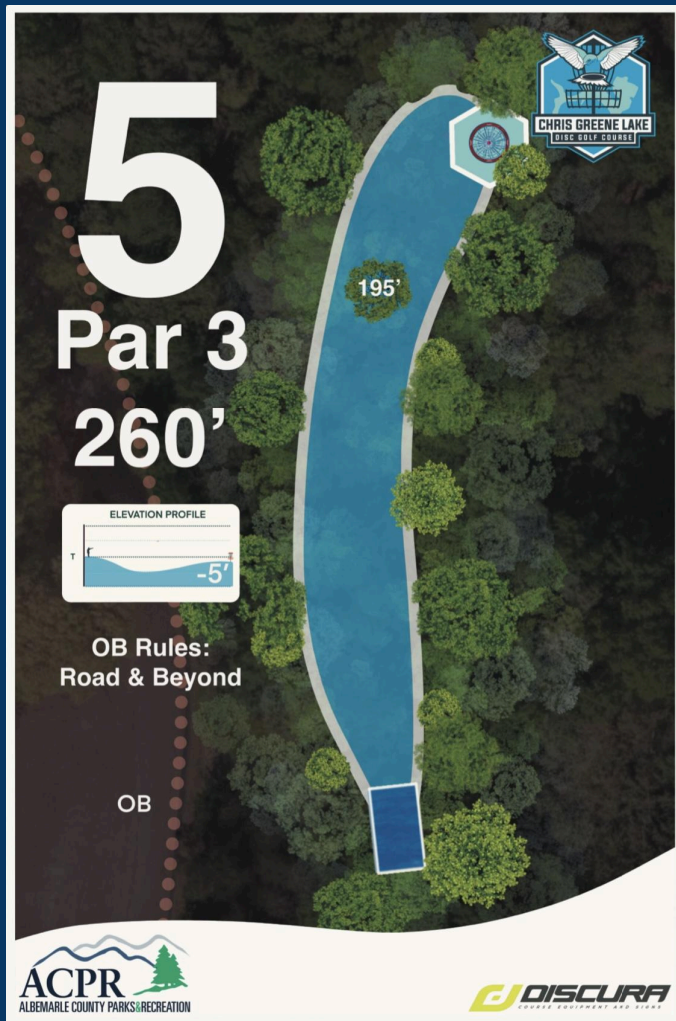 5
Par 3
260’
CHRIS GREENE LAKE
DISC GOLF COURSE
195’
ELEVATION PROFILE
T
-5’
OB Rules:
Road & Beyond
OB
ACPR
ALBEMARLE COUNTY PARKS&RECREATION
DISCURA
COURSE EQUIPMENT AND SIGNS